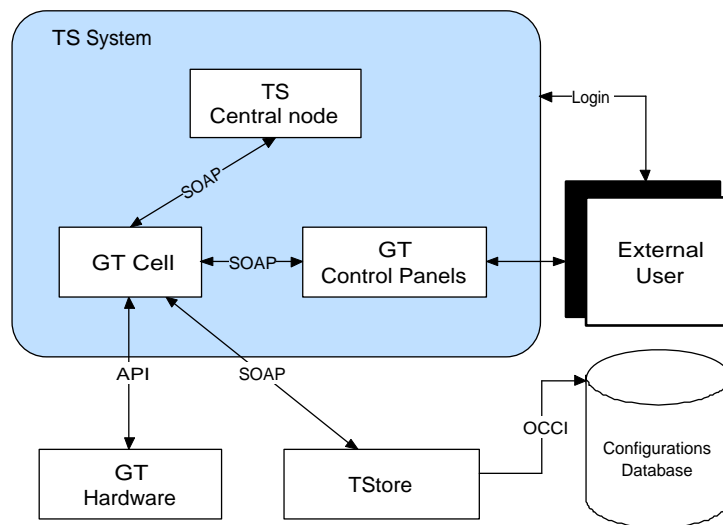 TS System
TS
Central node
Login
SOAP
GT Cell
SOAP
GT
Control Panels
External
User
API
SOAP
OCCI
GT
Hardware
TStore
Configurations
Database